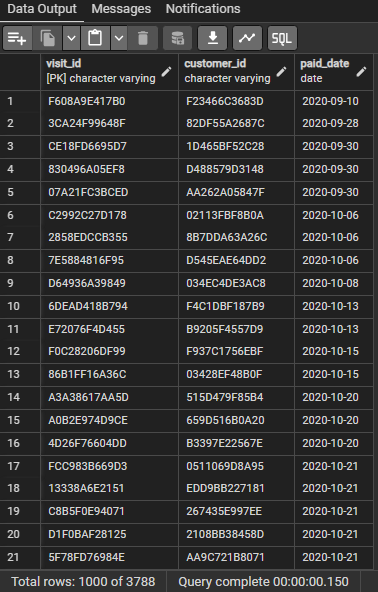 Data Output Messages Notifications
SQL
visit_id customer_id paid_date
[PK] character varying character varying date
1 F608A9E417B0 F23466C3683D 2020-09-10
2 3CA24F99648F 82DF55A2687C 2020-09-28
3 CE18FD6695D7 1D465BF52C28 2020-09-30
4 830496A05EF8 D488579D3148 2020-09-30
5 07A21FC3BCED AA262A05847F 2020-09-30
6 C2992C27D178 02113FBF8B0A 2020-10-06
7 2858EDCCB355 8B7DDA63A26C 2020-10-06
8 7E5884816F95 D545EAE64DD2 2020-10-06
9 D64936A39849 034EC4DE3AC8 2020-10-08
10 6DEAD418B794 F4C1DBF187B9 2020-10-13
11 E72076F4D455 B9205F4557D9 2020-10-13
12 F0C28206DF99 F937C1756EBF 2020-10-15
13 86B1FF16A36C 03428EF48B0F 2020-10-15
14 A3A38617AA5D 515D479F85B4 2020-10-20
15 A0B2E974D9CE 659D516B0A20 2020-10-20
16 4D26F76604DD B3397E22567E 2020-10-20
17 FCC983B669D3 0511069D8A95 2020-10-21
18 13338A6E2151 EDD9BB227181 2020-10-21
19 C8B5F0E94071 267435E997EE 2020-10-21
20 D1F0BAF28125 2108BB38458D 2020-10-21
21 5F78FD76984E AA9C721B8071 2020-10-21
Total rows: 1000 of 3788 Query complete 00:00:00.150